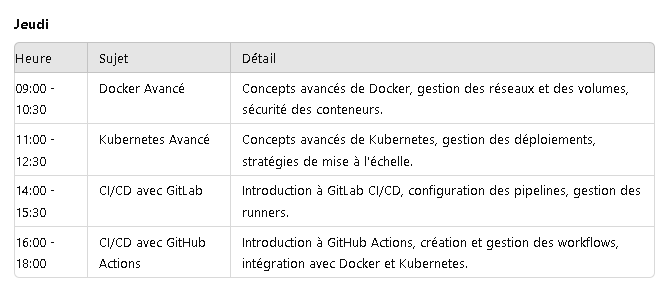 Jeudi
Heure Sujet Détail
09:00 - Docker Avancé Concepts avancés de Docker, gestion des réseaux et des volumes,
10:30 sécurité des conteneurs.
11:00 - Kubernetes Avancé Concepts avancés de Kubernetes, gestion des déploiements,
12:30 stratégies de mise à l'échelle.
14:00 - CI/CD avec GitLab Introduction à GitLab CI/CD, configuration des pipelines, gestion des
15:30 runners.
16:00 - CI/CD avec GitHub Introduction à GitHub Actions, création et gestion des workflows,
18:00 Actions intégration avec Docker et Kubernetes.